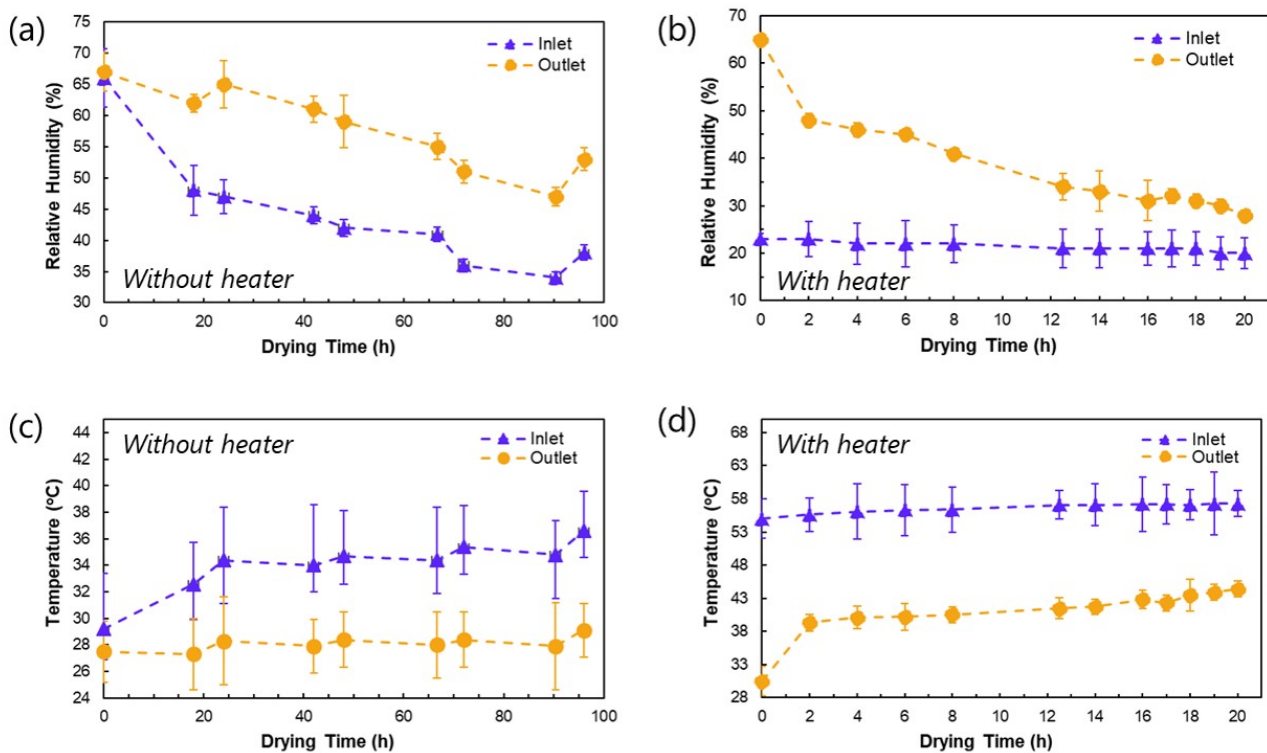 (a)
75
70
65
60
55
50
45
40
35
30
Relative Humidity (%)
Inlet
Outlet
Without heater
0 20 40 60 80 100
Drying Time (h)
(b)
70
60
50
40
30
20
10
Relative Humidity (%)
Inlet
Outlet
With heater
0 2 4 6 8 10 12 14 16 18 20
Drying Time (h)
(c)
44
42
40
38
36
34
32
30
28
26
24
Temperature (°C)
Without heater
Inlet
Outlet
0 20 40 60 80 100
Drying Time (h)
(d)
68
63
58
53
48
43
38
33
28
Temperature (°C)
With heater
Inlet
Outlet
0 2 4 6 8 10 12 14 16 18 20
Drying Time (h)